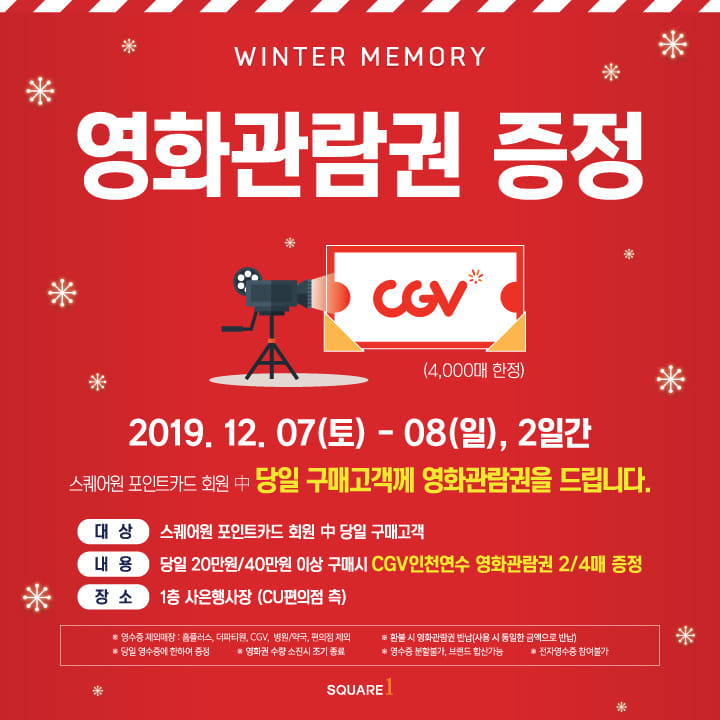 WINTER MEMORY
영화관람권 증정
CGV
(4,000매 한정)
2019. 12. 07(토) - 08(일), 2일간
스퀘어원 포인트카드 회원 中 당일 구매고객께 영화관람권을 드립니다.
대 상 스퀘어원 포인트카드 회원 中 당일 구매고객
내 용 당일 20만원/40만원 이상 구매시 CGV인천연수 영화관람권 2/4매 증정
장 소 1층 사은행사장 (CU편의점 측)
※ 영수증 제외매장 : 홈플러스, 더파티원, CGV, 병원/약국, 편의점 제외 ※ 환불 시 영화관람권 반납(사용 시 동일한 금액으로 반납)
※ 당일 영수증에 한하여 증정 ※ 영화권 수량 소진시 조기 종료 ※ 영수증 분할불가, 브랜드 합산가능 ※ 전자영수증 참여불가
SQUARE1